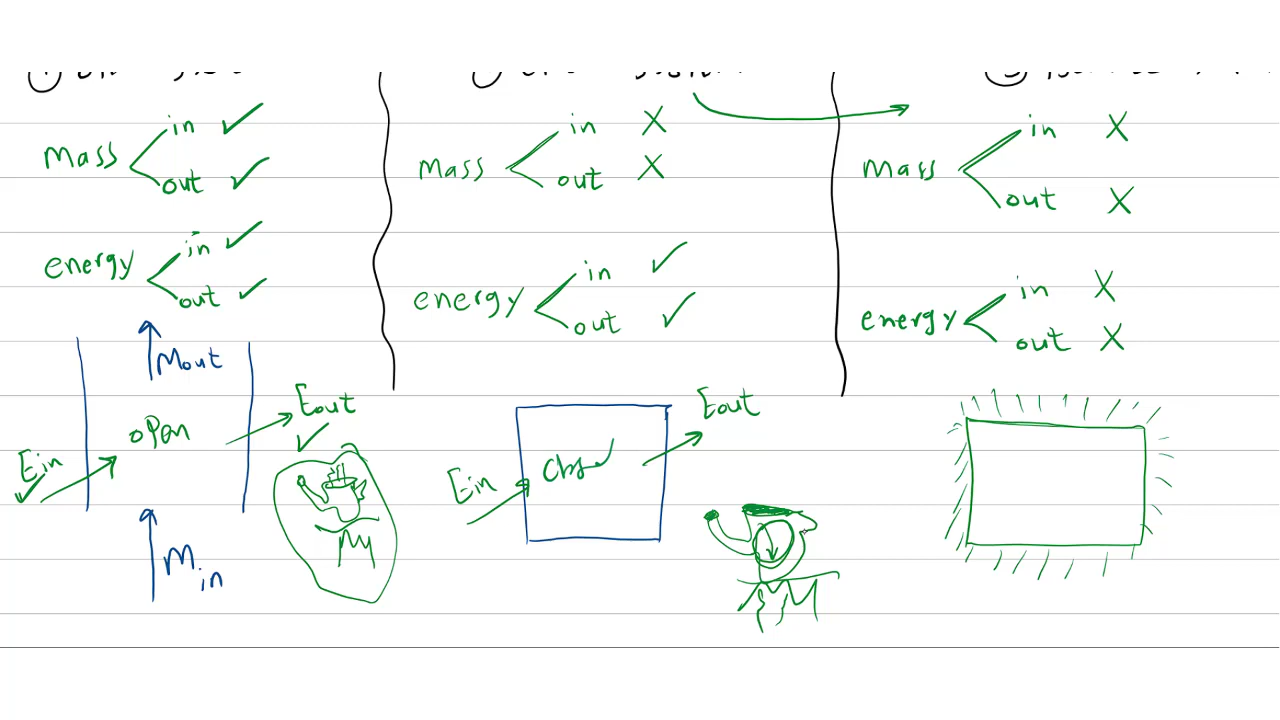 in ✓
Mass
out ✓
energy
in ✓
out ✓
Mout
open
Ein
Eout
✓
✓
Min
in X
Mass
out X
in ✓
energy
out ✓
Eout
Ein
in X
Mass
out X
in X
energy
out X